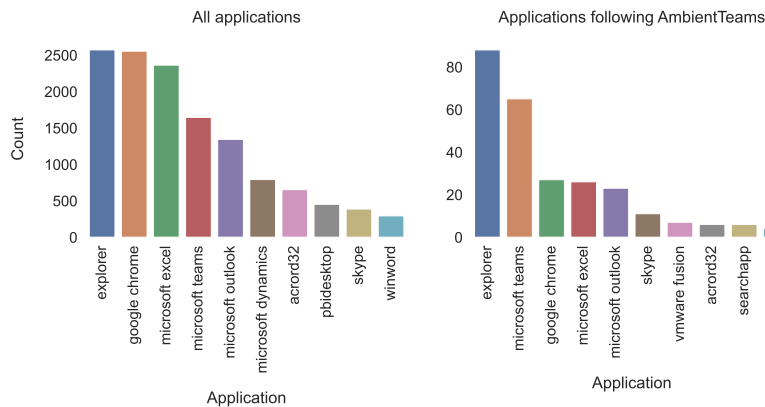 All applications
Count
2500
2000
1500
1000
500
0
explorer
google chrome
microsoft excel
microsoft teams
microsoft outlook
microsoft dynamics
acrord32
pbidesktop
skype
winword
Application
Applications following AmbientTeams
80
60
40
20
0
explorer
microsoft teams
google chrome
microsoft excel
microsoft outlook
skype
vmware fusion
acrord32
searchapp
Application